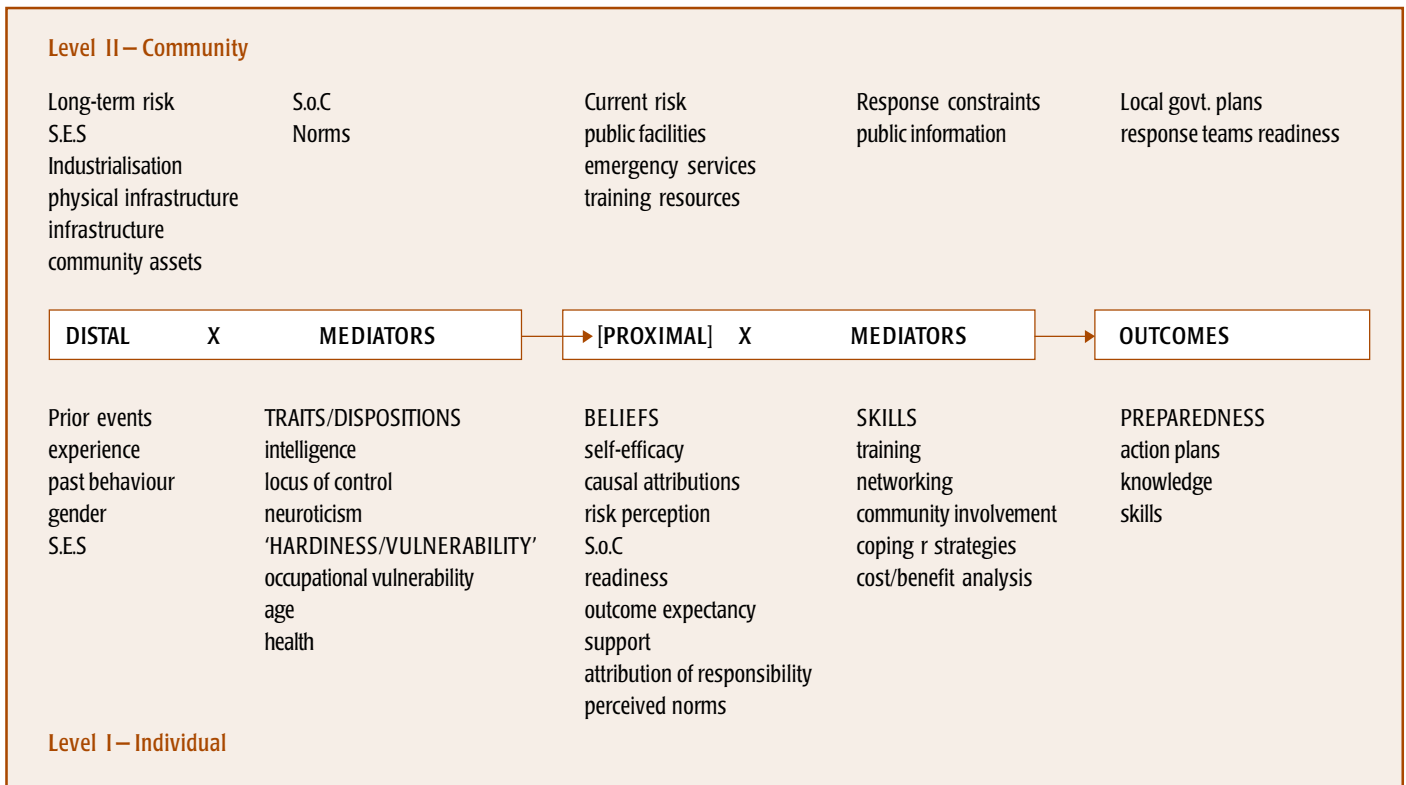 Level II – Community
Long-term risk
S.E.S
Industrialisation
physical infrastructure
infrastructure
community assets
S.o.C
Norms
Current risk
public facilities
emergency services
training resources
Response constraints
public information
Local govt. plans
response teams readiness
DISTAL X MEDIATORS
[PROXIMAL] X MEDIATORS
OUTCOMES
Prior events
experience
past behaviour
gender
S.E.S
TRAITS/DISPOSITIONS
intelligence
locus of control
neuroticism
'HARDINESS/VULNERABILITY'
occupational vulnerability
age
health
BELIEFS
self-efficacy
causal attributions
risk perception
S.o.C
readiness
outcome expectancy
support
attribution of responsibility
perceived norms
SKILLS
training
networking
community involvement
coping r strategies
cost/benefit analysis
PREPAREDNESS
action plans
knowledge
skills
Level I – Individual